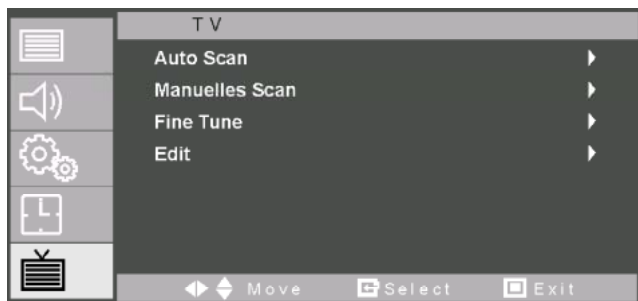 TV
Auto Scan
Manuelles Scan
Fine Tune
Edit
Move Select Exit